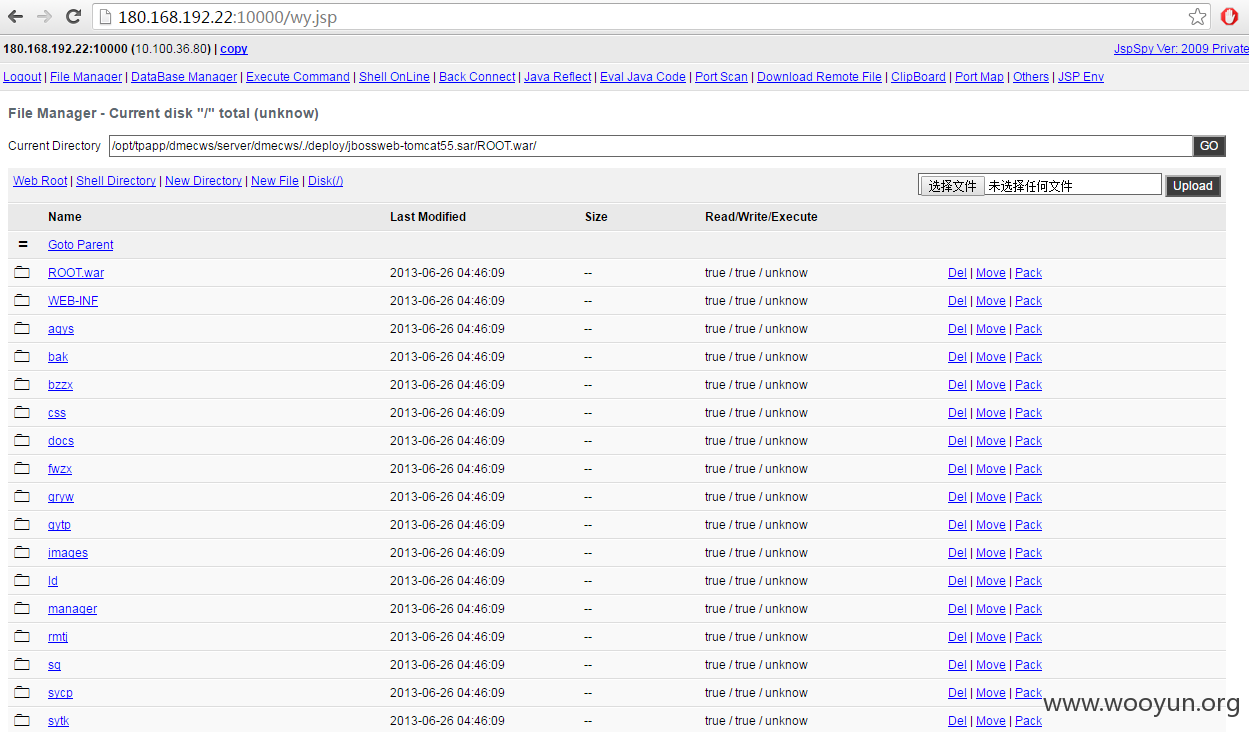 180.168.192.22:10000/wy.jsp
180.168.192.22:10000 (10.100.36.80) | copy JspSpy Ver: 2009 Private
Logout | File Manager | DataBase Manager | Execute Command | Shell OnLine | Back Connect | Java Reflect | Eval Java Code | Port Scan | Download Remote File | ClipBoard | Port Map | Others | JSP Env
File Manager - Current disk "/" total (unknow)
Current Directory /opt/tpapp/dmecws/server/dmecws/./deploy/jbossweb-tomcat55.sar/ROOT.war/ GO
Web Root | Shell Directory | New Directory | New File | Disk(/) 选择文件 未选择任何文件 Upload
Name Last Modified Size Read/Write/Execute
= Goto Parent
ROOT.war 2013-06-26 04:46:09 -- true / true / unknow Del | Move | Pack
WEB-INF 2013-06-26 04:46:09 -- true / true / unknow Del | Move | Pack
aqys 2013-06-26 04:46:09 -- true / true / unknow Del | Move | Pack
bak 2013-06-26 04:46:09 -- true / true / unknow Del | Move | Pack
bzzx 2013-06-26 04:46:09 -- true / true / unknow Del | Move | Pack
css 2013-06-26 04:46:09 -- true / true / unknow Del | Move | Pack
docs 2013-06-26 04:46:09 -- true / true / unknow Del | Move | Pack
fwzx 2013-06-26 04:46:09 -- true / true / unknow Del | Move | Pack
gryw 2013-06-26 04:46:09 -- true / true / unknow Del | Move | Pack
gytp 2013-06-26 04:46:09 -- true / true / unknow Del | Move | Pack
images 2013-06-26 04:46:09 -- true / true / unknow Del | Move | Pack
ld 2013-06-26 04:46:09 -- true / true / unknow Del | Move | Pack
manager 2013-06-26 04:46:09 -- true / true / unknow Del | Move | Pack
rmtj 2013-06-26 04:46:09 -- true / true / unknow Del | Move | Pack
sq 2013-06-26 04:46:09 -- true / true / unknow Del | Move | Pack
sycp 2013-06-26 04:46:09 -- true / true / unknow Del | Move | Pack
sytk 2013-06-26 04:46:09 -- true / true / unknow Del | Move | Pack
www.wooyun.org